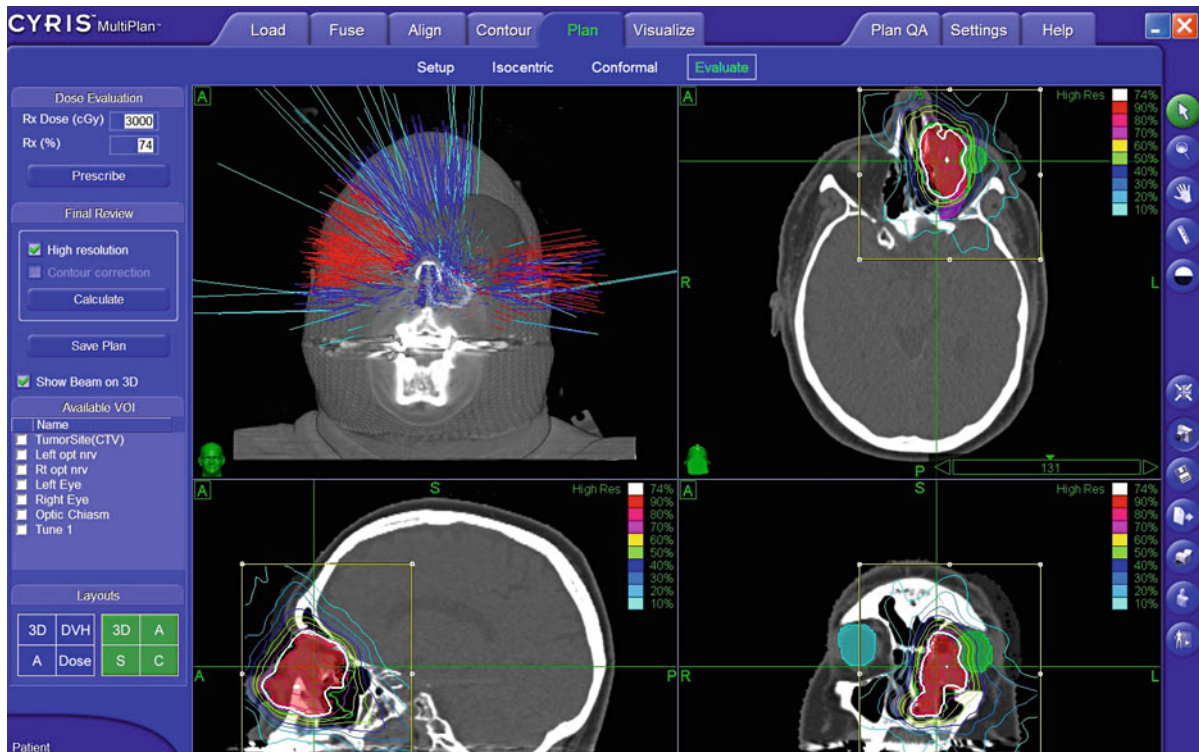 CYRIS™ MultiPlan™
Load Fuse Align Contour Plan Visualize Plan QA Settings Help
Setup Isocentric Conformal Evaluate
Dose Evaluation
Rx Dose (cGy) 3000
Rx (%) 74
Prescribe
Final Review
High resolution
Contour correction
Calculate
Save Plan
Show Beam on 3D
Available VOI
Name
TumorSite(CTV)
Left opt nrv
Rt opt nrv
Left Eye
Right Eye
Optic Chiasm
Tune 1
Layouts
3D DVH 3D A
A Dose S C
Patient
A
A
A
High Res 74%
90%
80%
70%
60%
50%
40%
30%
20%
10%
R
L
P
131
A
S
High Res 74%
90%
80%
70%
60%
50%
40%
30%
20%
10%
A
P
A
S
High Res 74%
90%
80%
70%
60%
50%
40%
30%
20%
10%
R
L